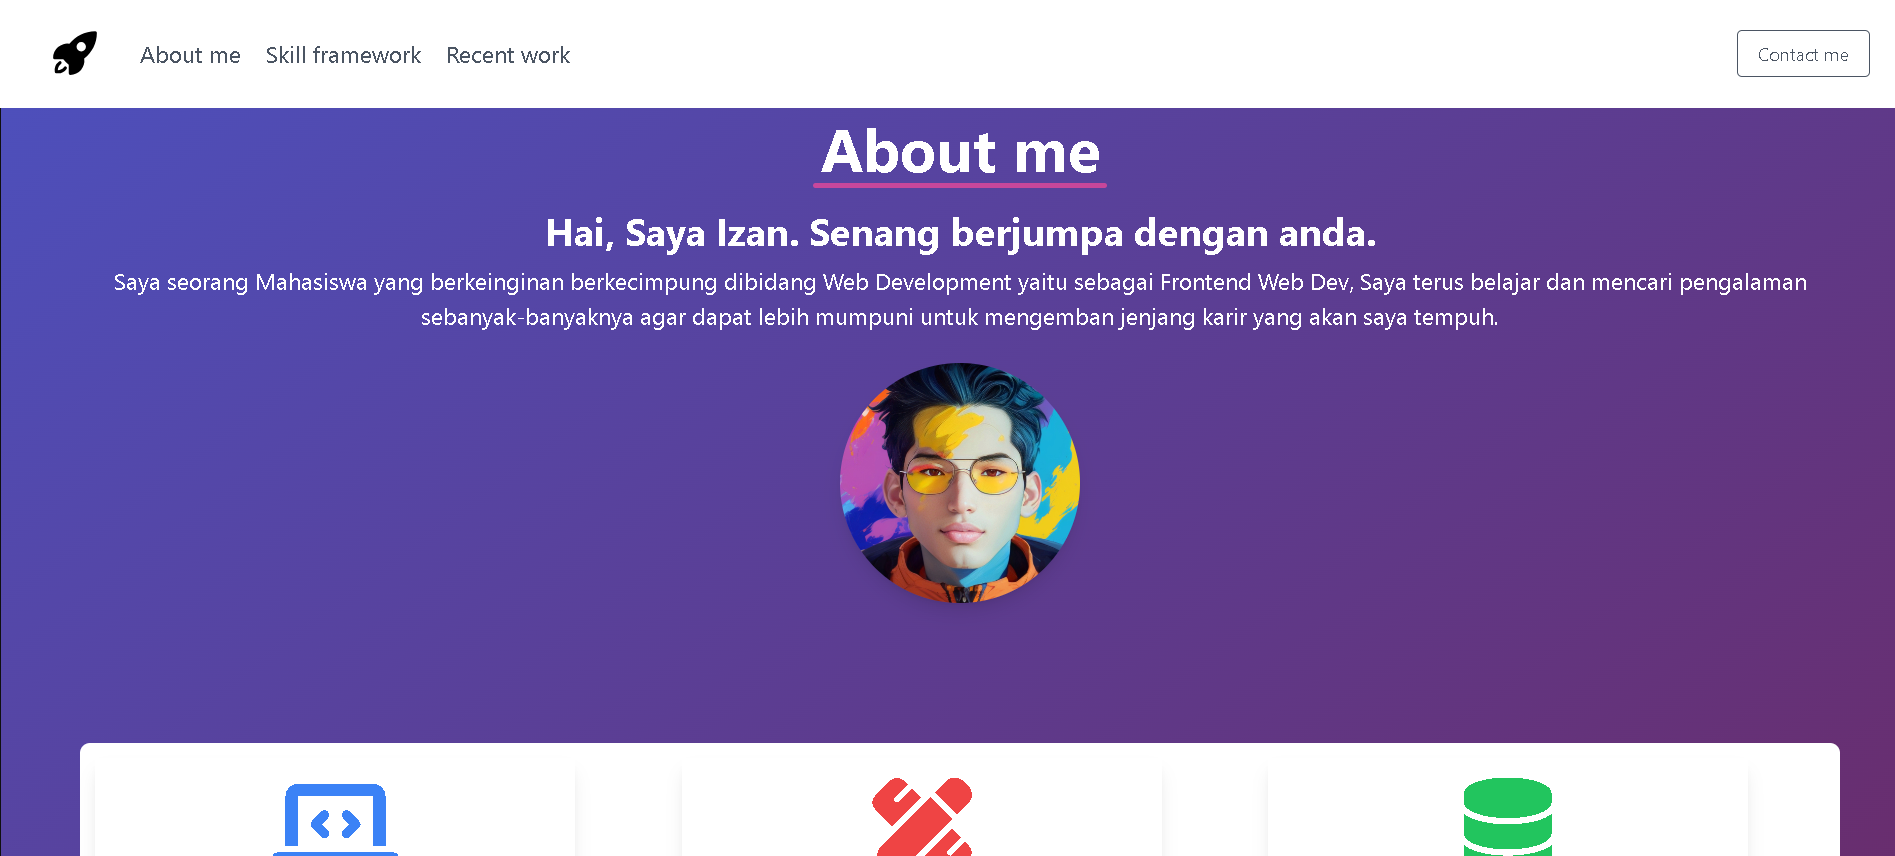 About me
Skill framework
Recent work
Contact me
About me
Hai, Saya Izan. Senang berjumpa dengan anda.
Saya seorang Mahasiswa yang berkeinginan berkecimpung dibidang Web Development yaitu sebagai Frontend Web Dev, Saya terus belajar dan mencari pengalaman
sebanyak-banyaknya agar dapat lebih mumpuni untuk mengemban jenjang karir yang akan saya tempuh.